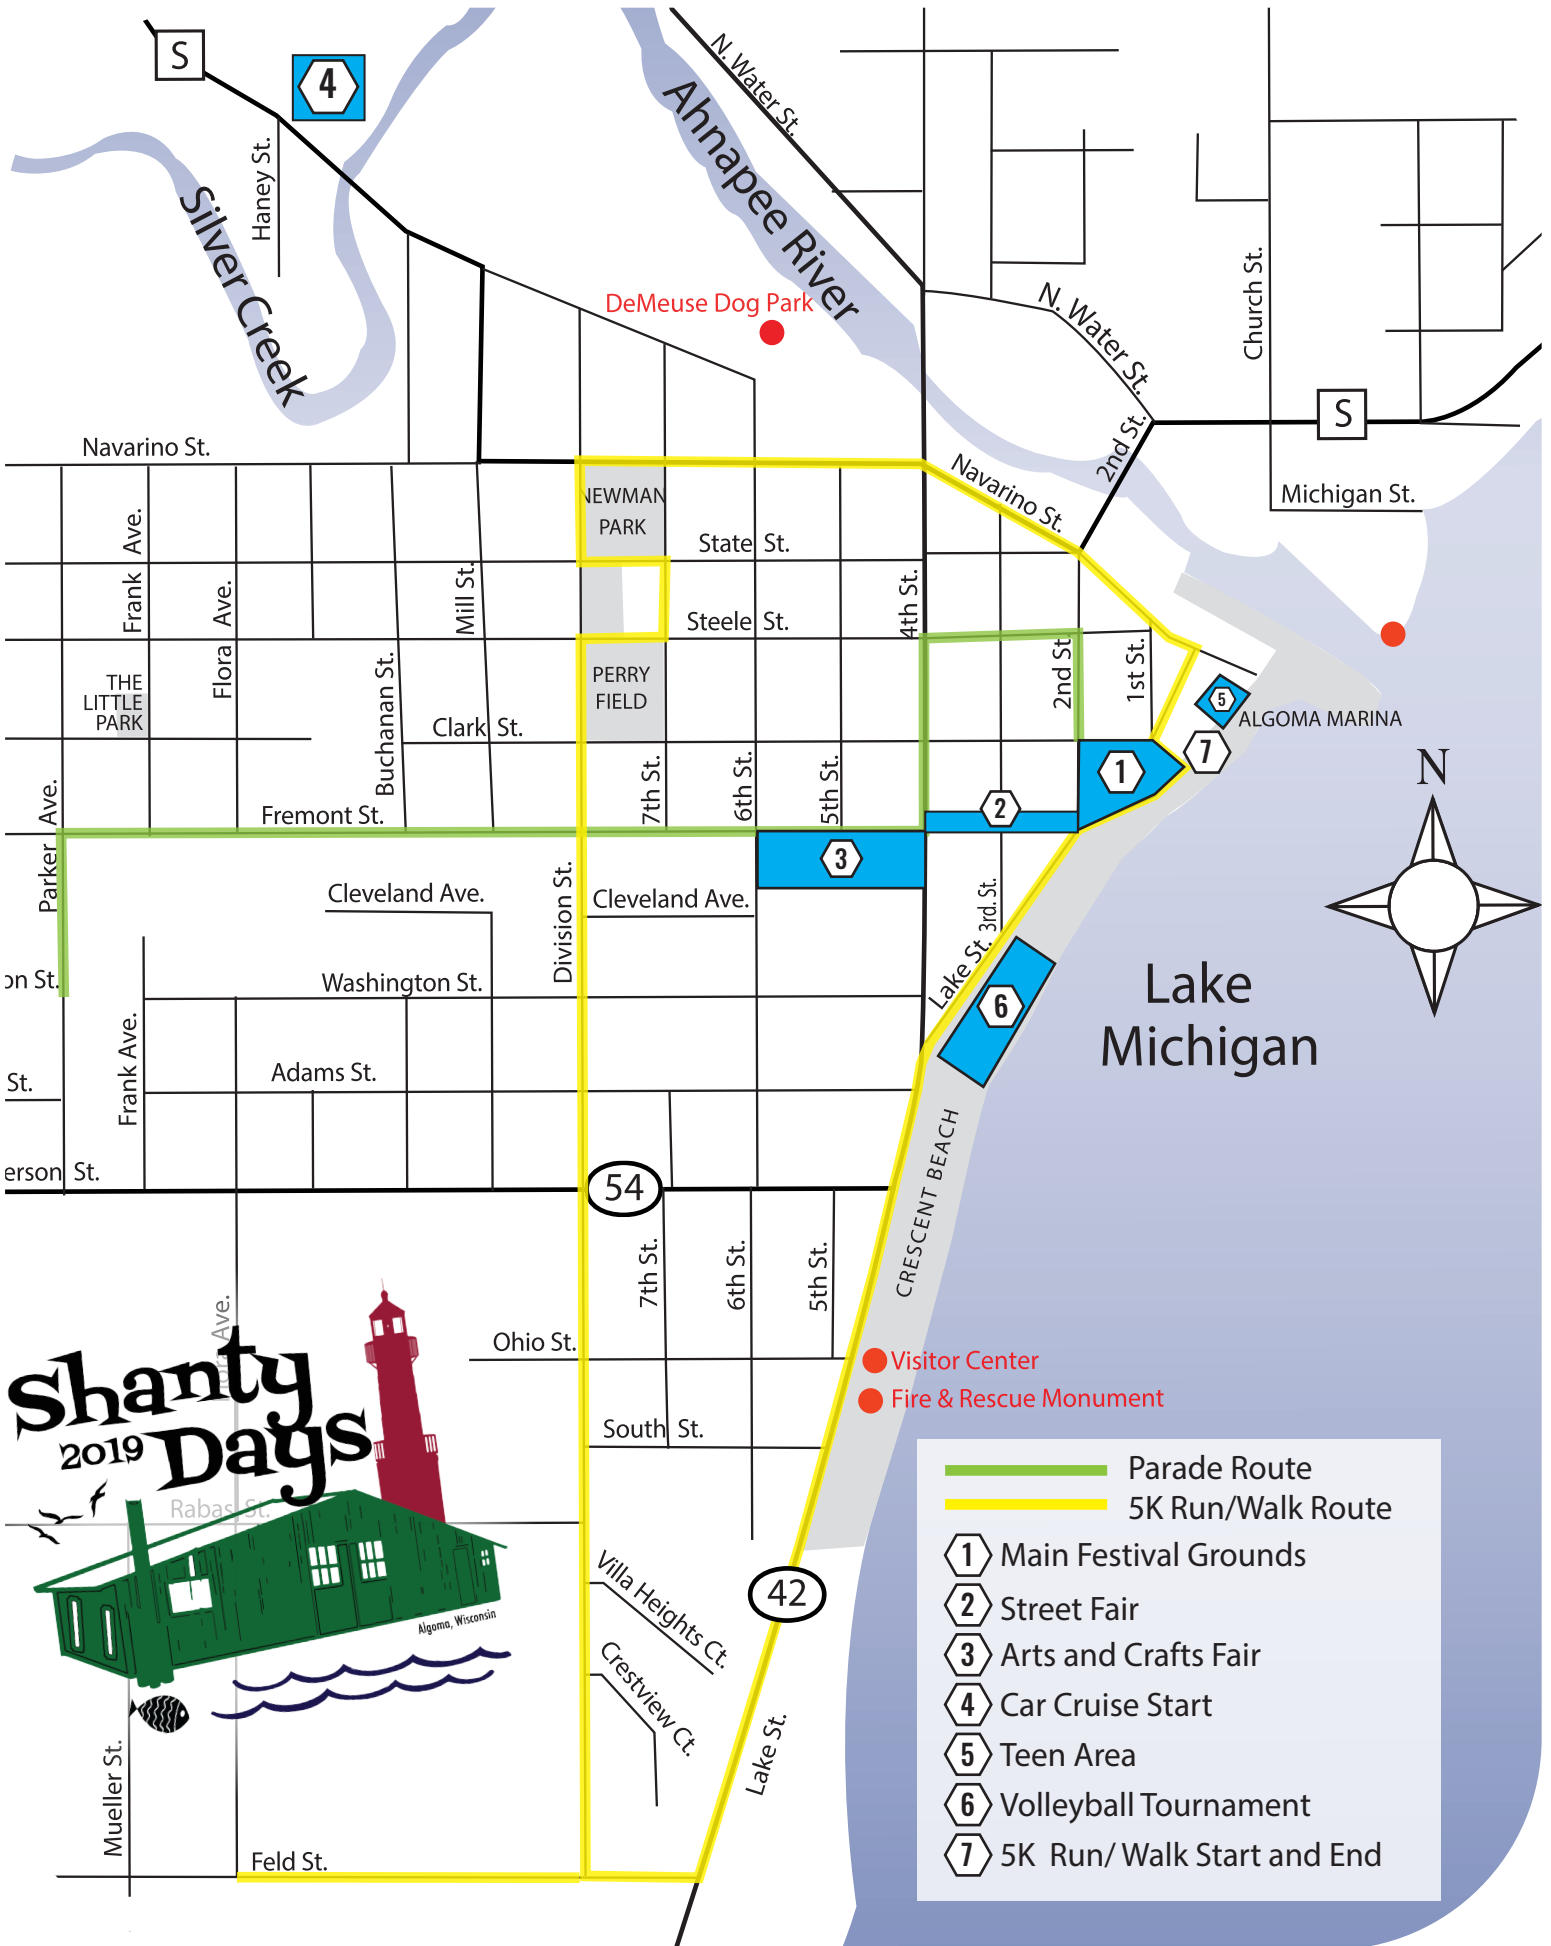 S
4
N. Water St.
Ahnapee River
Haney St.
Silver Creek
DeMeuse Dog Park
N. Water St.
Church St.
S
2nd St.
Navarino St.
Navarino St.
Michigan St.
NEWMAN
PARK
Frank Ave.
State St.
Mill St.
4th St.
Flora Ave.
Steele St.
THE
LITTLE
PARK
Buchanan St.
PERRY
FIELD
2nd St.
1st St.
5
ALGOMA MARINA
Clark St.
7
1
N
Parker Ave.
7th St.
6th St.
5th St.
Fremont St.
2
3
Cleveland Ave.
Division St.
Cleveland Ave.
3rd. St.
Lake St.
on St.
Washington St.
6
Lake
Michigan
Frank Ave.
St.
Adams St.
CRESCENT BEACH
erson St.
54
7th St.
6th St.
5th St.
Ave.
Ohio St.
Visitor Center
Fire & Rescue Monument
Shanty
2019 Days
South St.
Rabas St.
Algoma, Wisconsin
Villa Heights Ct.
42
Crestview Ct.
Lake St.
Mueller St.
Feld St.
Parade Route
5K Run/Walk Route
1 Main Festival Grounds
2 Street Fair
3 Arts and Crafts Fair
4 Car Cruise Start
5 Teen Area
6 Volleyball Tournament
7 5K Run/ Walk Start and End